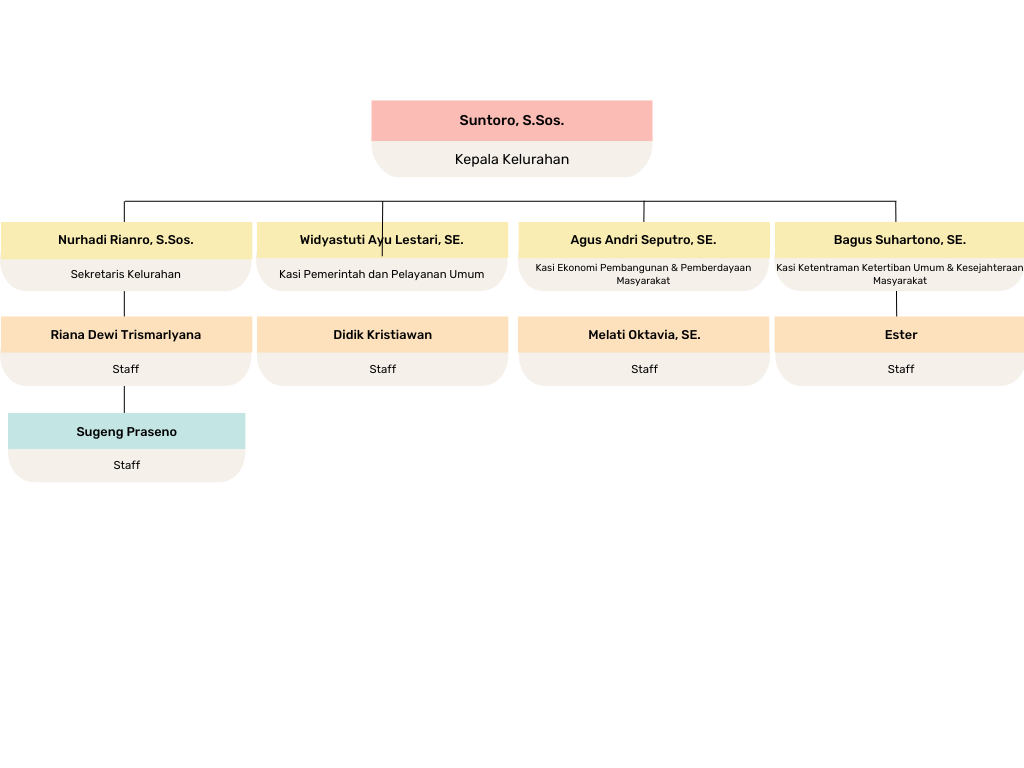 Suntoro, S.Sos.
Kepala Kelurahan
Nurhadi Rianro, S.Sos.
Sekretaris Kelurahan
Widyastuti Ayu Lestari, SE.
Kasi Pemerintah dan Pelayanan Umum
Agus Andri Seputro, SE.
Kasi Ekonomi Pembangunan & Pemberdayaan
Masyarakat
Bagus Suhartono, SE.
Kasi Ketentraman Ketertiban Umum & Kesejahteraan
Masyarakat
Riana Dewi Trismarlyana
Staff
Didik Kristiawan
Staff
Melati Oktavia, SE.
Staff
Ester
Staff
Sugeng Praseno
Staff